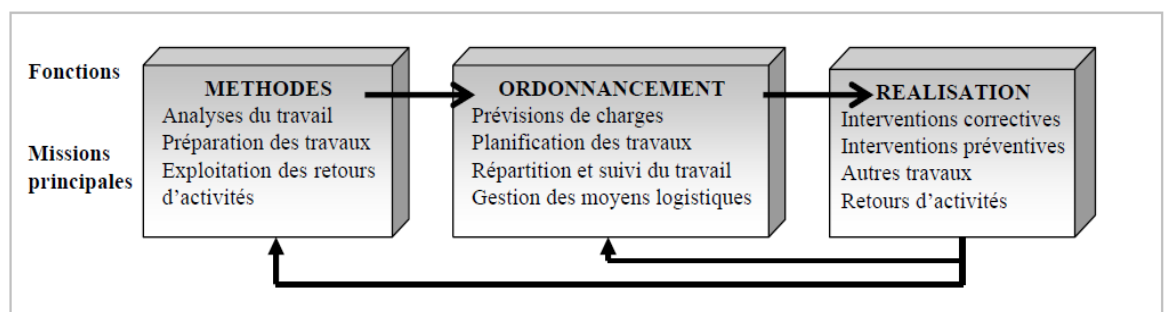 Fonctions
Missions
principales
METHODES
Analyses du travail
Préparation des travaux
Exploitation des retours
d’activités
ORDONNANCEMENT
Prévisions de charges
Planification des travaux
Répartition et suivi du travail
Gestion des moyens logistiques
REALISATION
Interventions correctives
Interventions préventives
Autres travaux
Retours d’activités